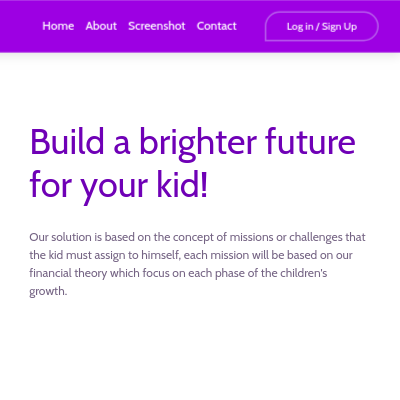 Home About Screenshot Contact Log in / Sign Up
Build a brighter future
for your kid!
Our solution is based on the concept of missions or challenges that
the kid must assign to himself, each mission will be based on our
financial theory which focus on each phase of the children's
growth.